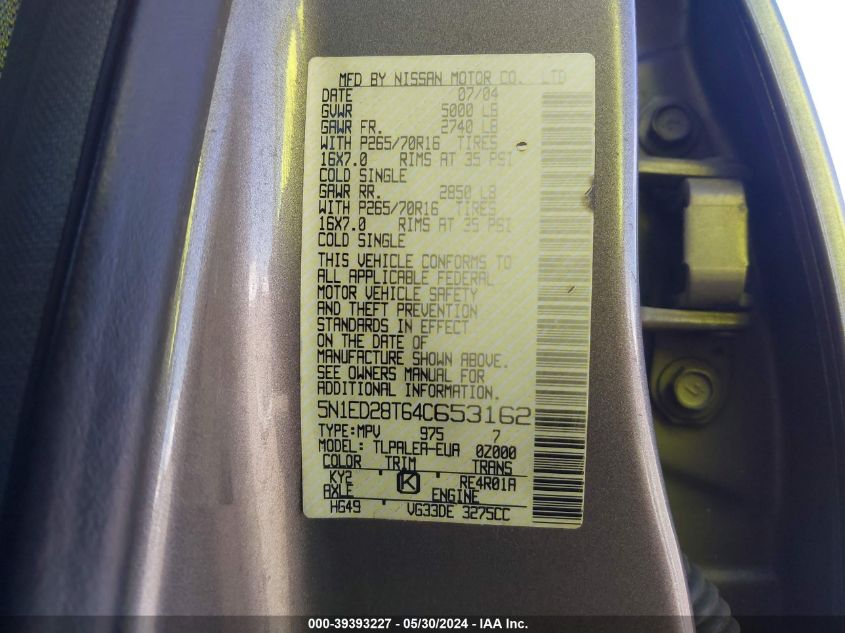 MFD BY NISSAN MOTOR CO. LTD
DATE 07/04
GVWR 5000 LB
GAWR FR. 2740 LB
WITH P265/70R16 TIRES
16X7.0 RIMS AT 35 PSI
COLD SINGLE
GAWR RR. 2850 LB
WITH P265/70R16 TIRES
16X7.0 RIMS AT 35 PSI
COLD SINGLE
THIS VEHICLE CONFORMS TO
ALL APPLICABLE FEDERAL
MOTOR VEHICLE SAFETY
AND THEFT PREVENTION
STANDARDS IN EFFECT
ON THE DATE OF
MANUFACTURE SHOWN ABOVE.
SEE OWNERS MANUAL FOR
ADDITIONAL INFORMATION.
5N1ED28T64C653162
TYPE:MPV 975 7
MODEL: TLPALEA-EUA 0Z000
COLOR TRIM TRANS
KY2 K RE4R01A
AXLE ENGINE
HG49 VG33DE 3275CC
000-39393227 - 05/30/2024 - IAA Inc.